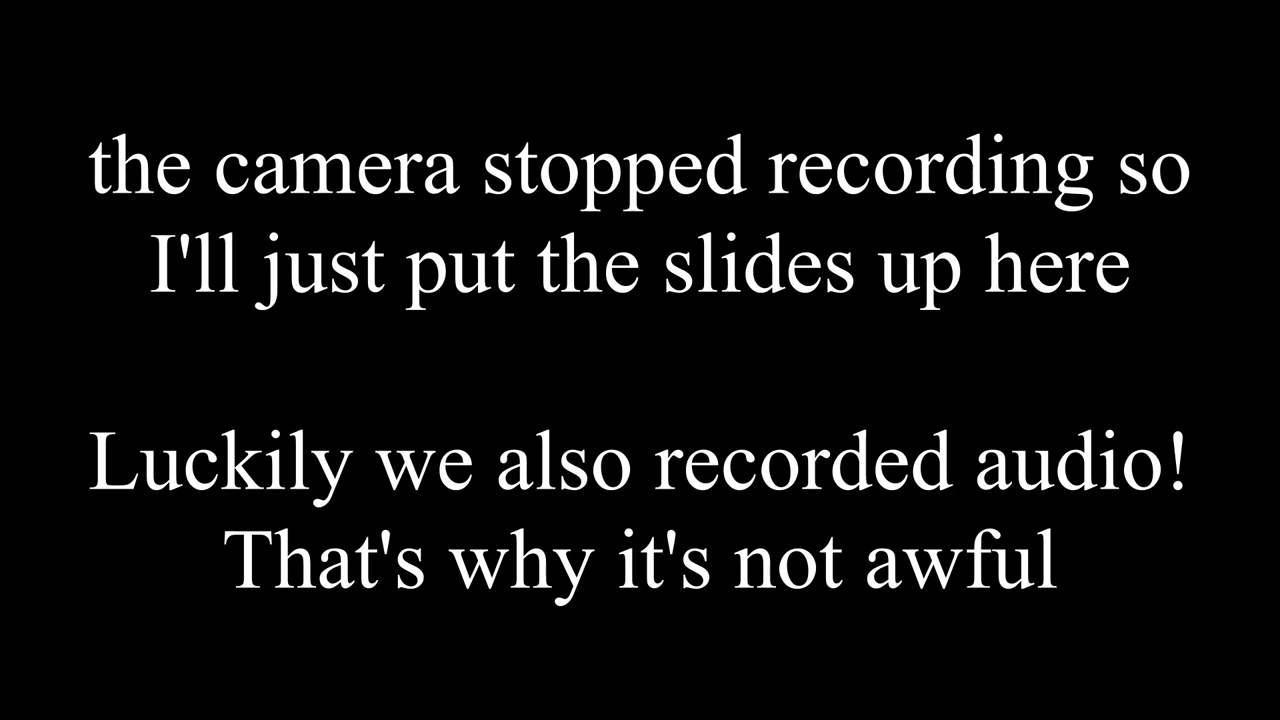 the camera stopped recording so
I'll just put the slides up here
Luckily we also recorded audio!
That's why it's not awful